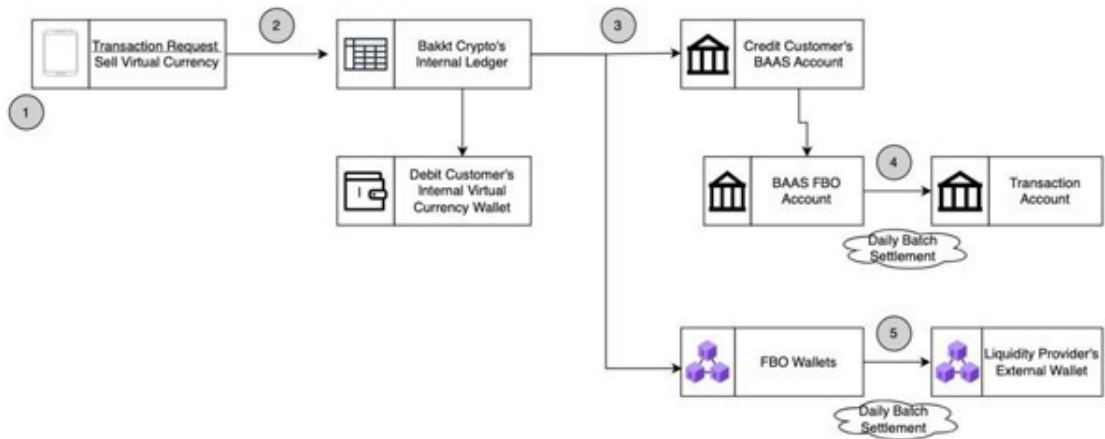 1
Transaction Request
Sell Virtual Currency
2
Bakkt Crypto's
Internal Ledger
Debit Customer's
Internal Virtual
Currency Wallet
3
Credit Customer's
BAAS Account
BAAS FBO
Account
4
Transaction
Account
Daily Batch
Settlement
FBO Wallets
5
Liquidity Provider's
External Wallet
Daily Batch
Settlement